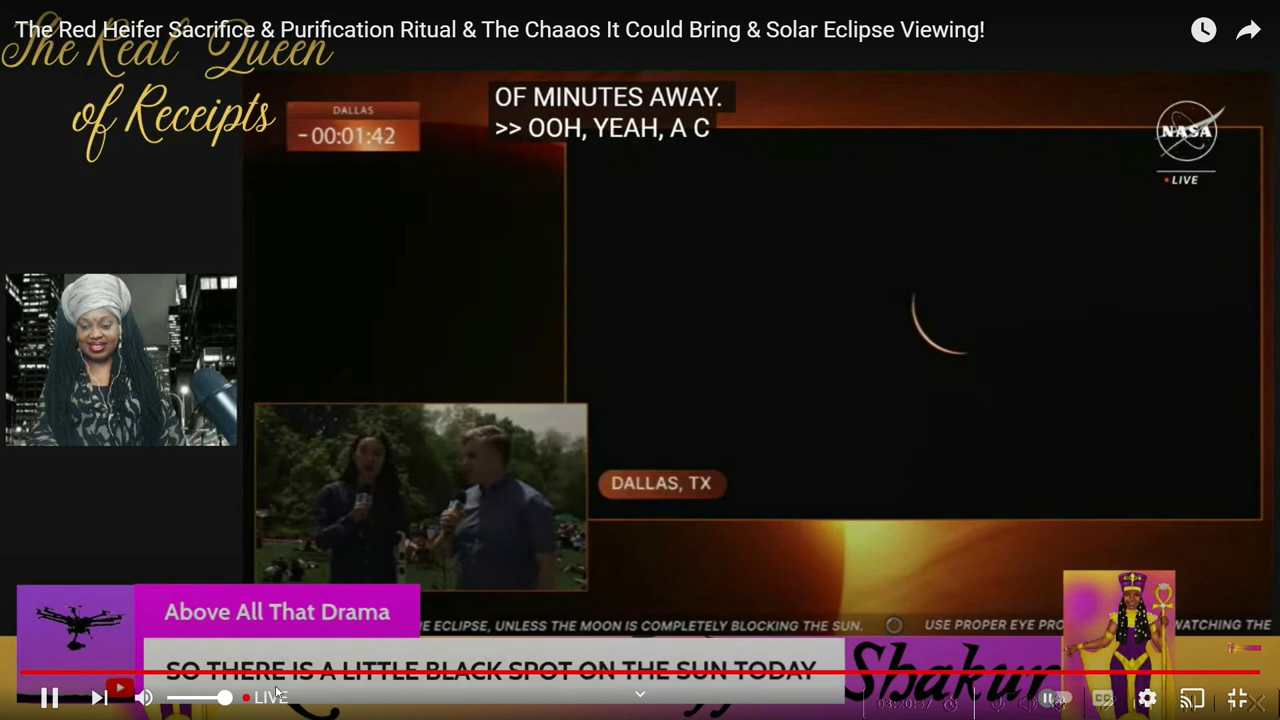 The Red Heifer Sacrifice & Purification Ritual & The Chaaos It Could Bring & Solar Eclipse Viewing!
The Real Queen
of Receipts
DALLAS
-00:01:42
OF MINUTES AWAY.
>> OOH, YEAH, A C
NASA
LIVE
DALLAS, TX
Above All That Drama
E ECLIPSE, UNLESS THE MOON IS COMPLETELY BLOCKING THE SUN.
USE PROPER EYE PRO
WATCHING THE
SO THERE IS A LITTLE BLACK SPOT ON THE SUN TODAY
Shakur
LIVE
CC